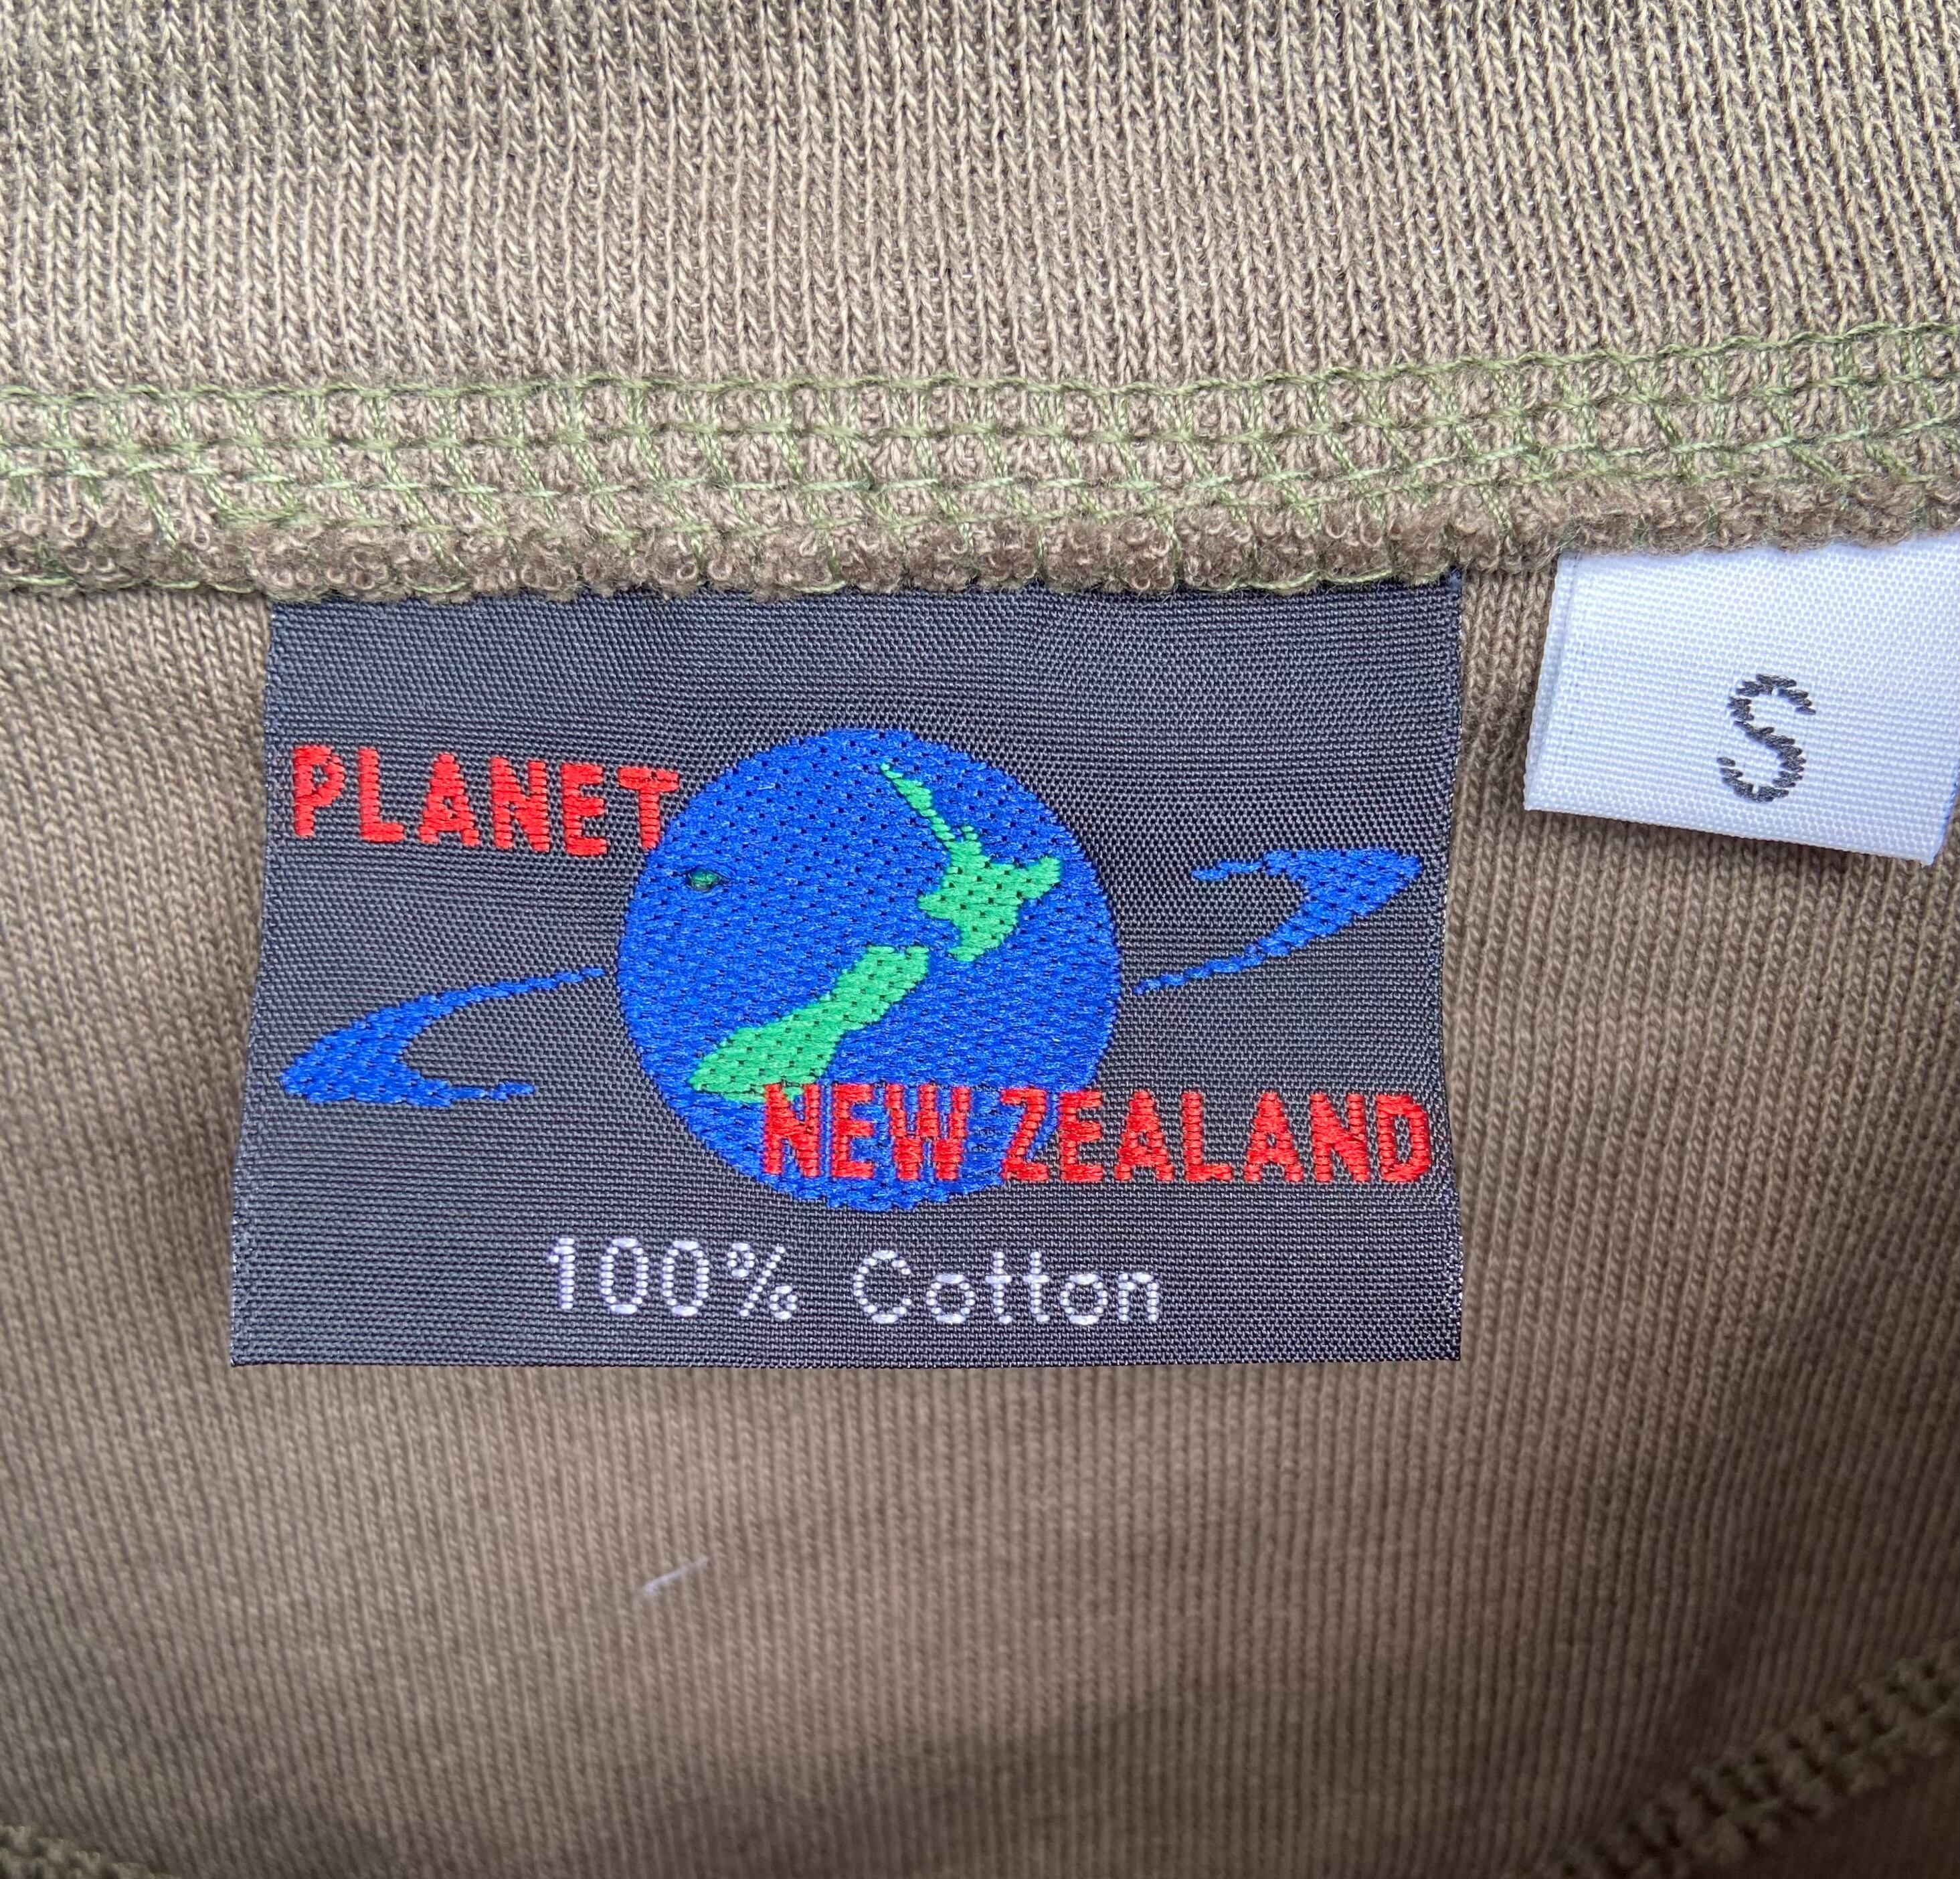 S
PLANET
NEW ZEALAND
100% Cotton